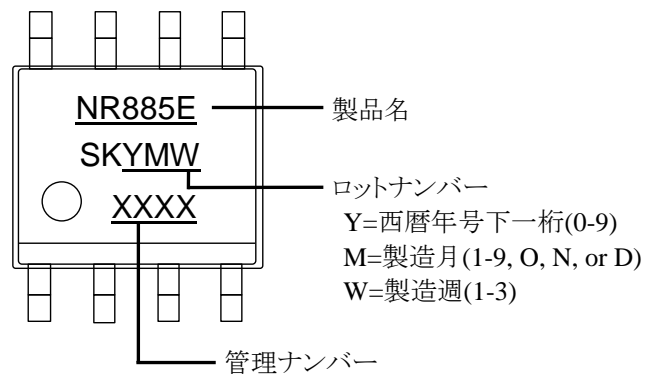 NR885E
製品名
SKYMW
ロットナンバー
XXXX
Y=西暦年号下一桁(0-9)
M=製造月(1-9, O, N, or D)
W=製造週(1-3)
管理ナンバー